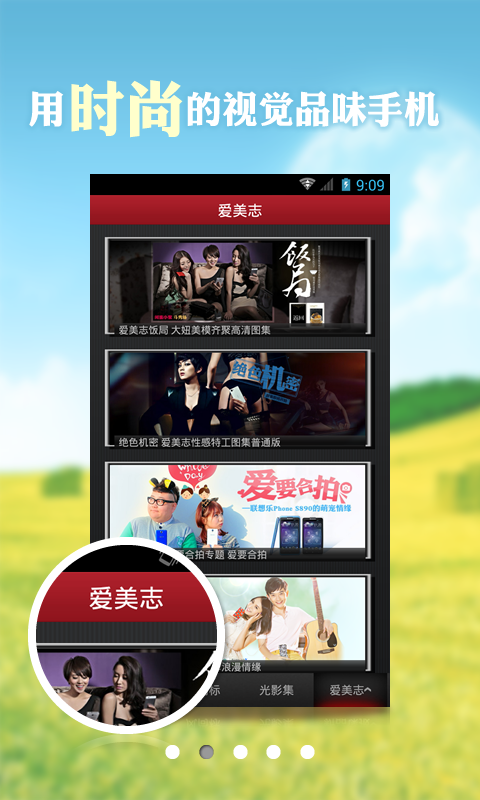 用时尚的视觉品味手机
9:09
爱美志
饭局
爱美志饭局 大妞美模齐聚高清图集
绝色机密
绝色机密 爱美志性感特工图集普通版
White Day
爱要合拍
—联想乐Phone S890的萌宠情缘
要合拍专题 爱要合拍
爱美志
浪漫情缘
标
光影集
爱美志